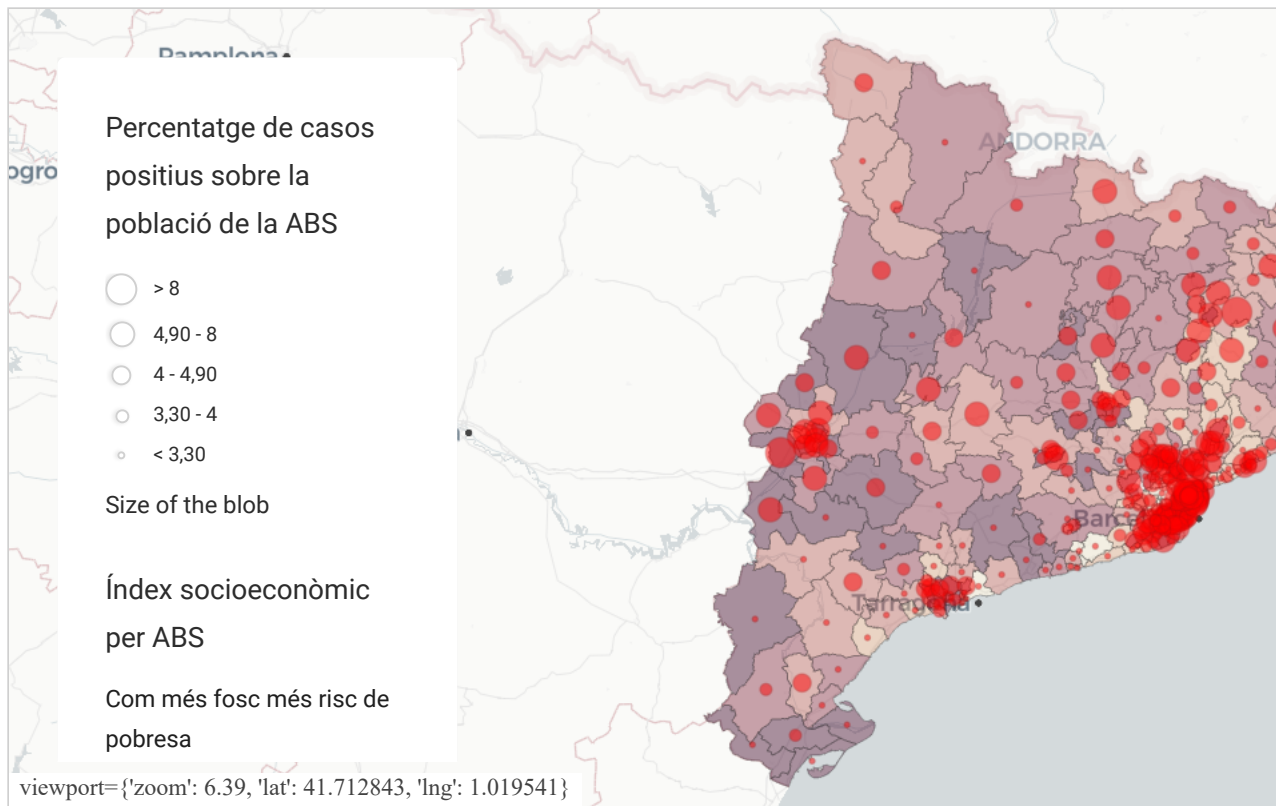 Pamplona
Percentatge de casos
positius sobre la
població de la ABS
> 8
4,90 - 8
4 - 4,90
3,30 - 4
< 3,30
Size of the blob
Índex socioeconòmic
per ABS
Com més fosc més risc de
pobresa
ANDORRA
Tarragona
viewport={'zoom': 6.39, 'lat': 41.712843, 'lng': 1.019541}